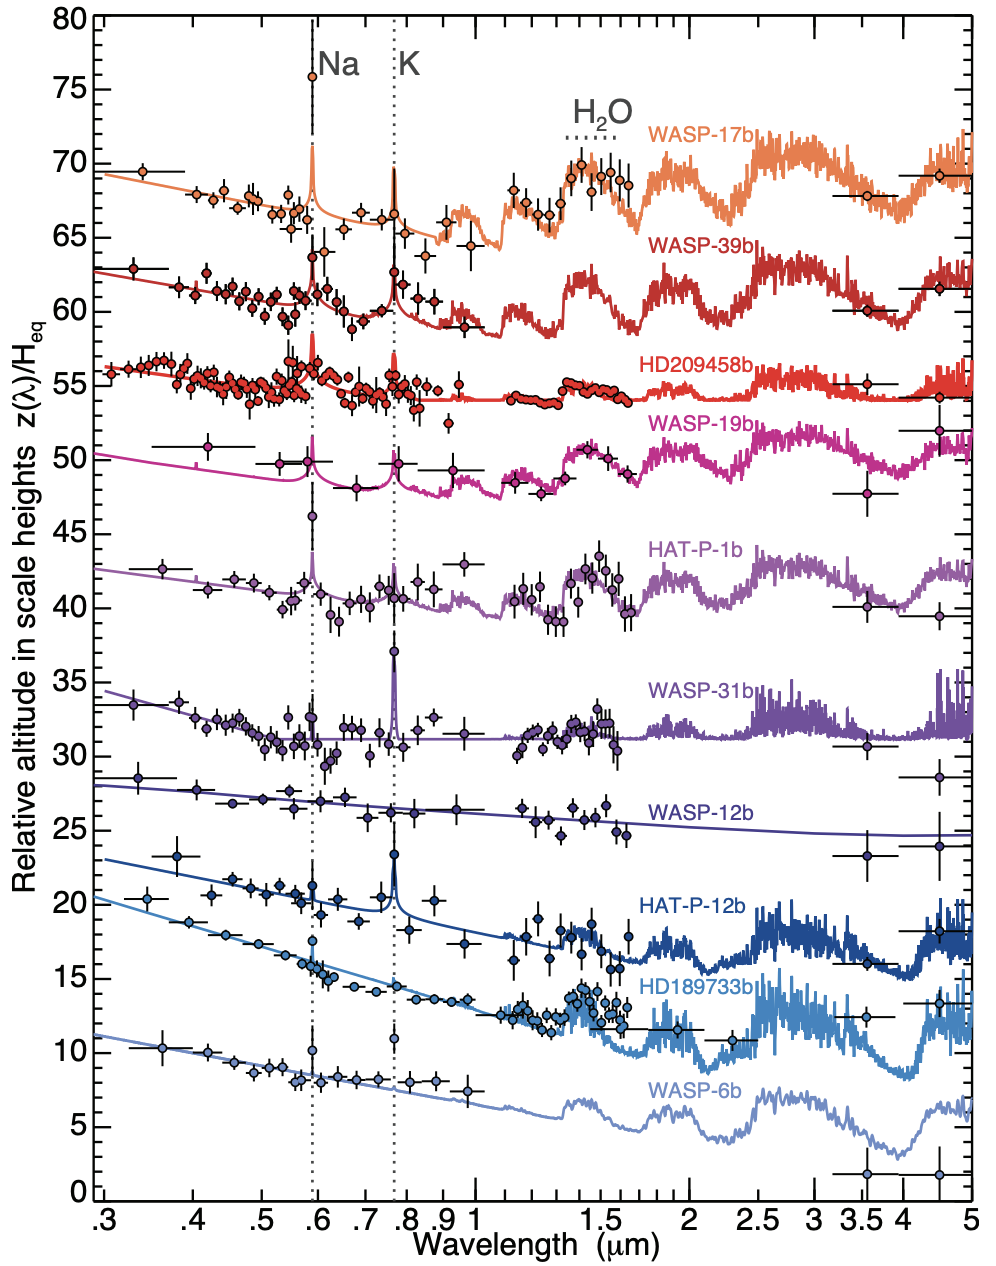 80
75
70
65
60
55
50
45
40
35
30
25
20
15
10
5
0
Relative altitude in scale heights z(λ)/Heq
Na
K
H2O
WASP-17b
WASP-39b
HD209458b
WASP-19b
HAT-P-1b
WASP-31b
WASP-12b
HAT-P-12b
HD189733b
WASP-6b
.3 .4 .5 .6 .7 .8 .9 1 1.5 2 2.5 3 3.5 4 5
Wavelength (μm)